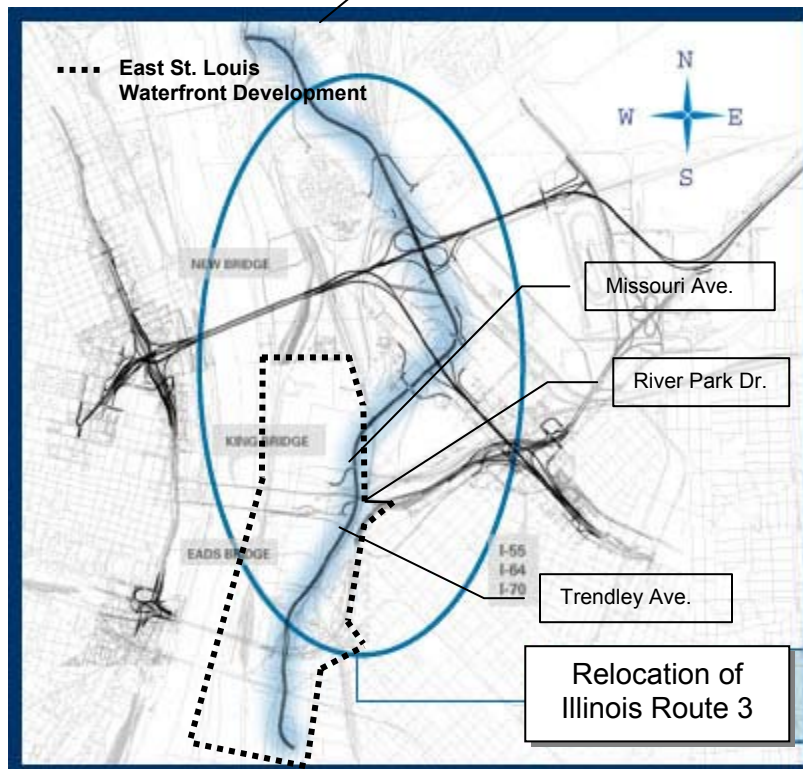 East St. Louis
Waterfront Development
N
W E
S
NEW BRIDGE
Missouri Ave.
River Park Dr.
KING BRIDGE
EADS BRIDGE
I-55
I-64
I-70
Trendley Ave.
Relocation of
Illinois Route 3